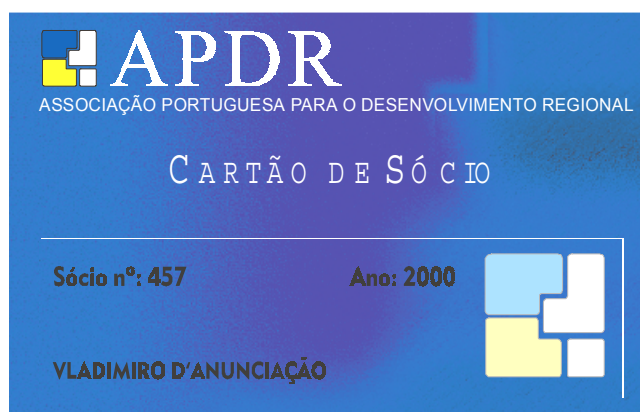 APDR
ASSOCIAÇÃO PORTUGUESA PARA O DESENVOLVIMENTO REGIONAL
CARTÃO DE SÓCIO
Sócio nº: 457 Ano: 2000
VLADIMIRO D'ANUNCIAÇÃO